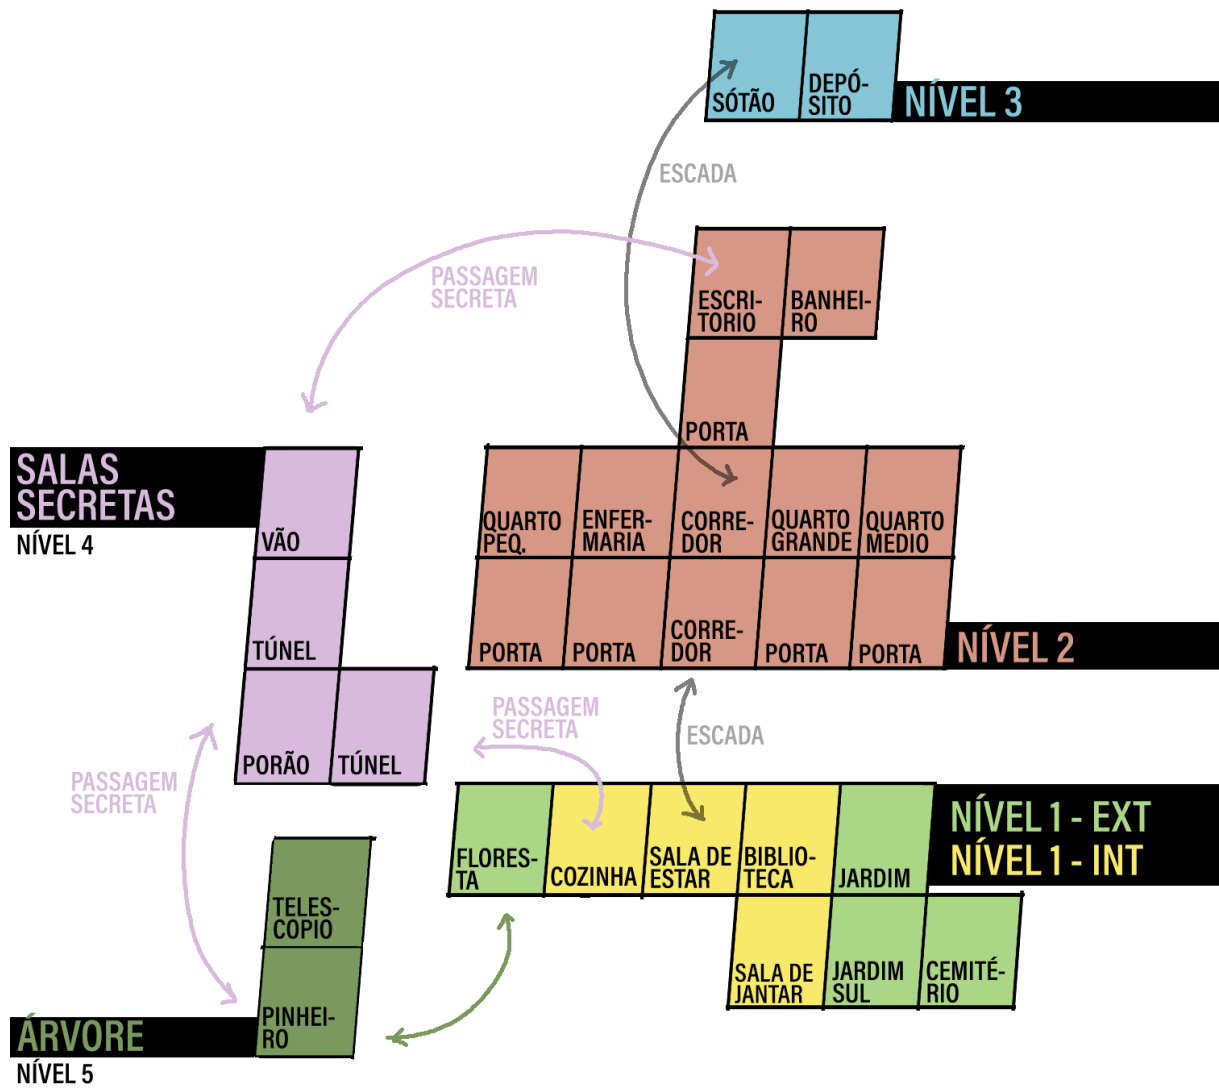 SÓTÃO
DEPÓ-
SITO
NÍVEL 3
ESCADA
PASSAGEM
SECRETA
ESCRI-
TORIO
BANHEI-
RO
PORTA
SALAS
SECRETAS
NÍVEL 4
VÃO
TÚNEL
PORÃO
TÚNEL
QUARTO
PEQ.
ENFER-
MARIA
CORRE-
DOR
QUARTO
GRANDE
QUARTO
MEDIO
PORTA
PORTA
CORRE-
DOR
PORTA
PORTA
NÍVEL 2
PASSAGEM
SECRETA
ESCADA
PASSAGEM
SECRETA
FLORES-
TA
COZINHA
SALA DE
ESTAR
BIBLIO-
TECA
JARDIM
NÍVEL 1 - EXT
NÍVEL 1 - INT
SALA DE
JANTAR
JARDIM
SUL
CEMITÉ-
RIO
TELES-
COPIO
PINHEI-
RO
ÁRVORE
NÍVEL 5